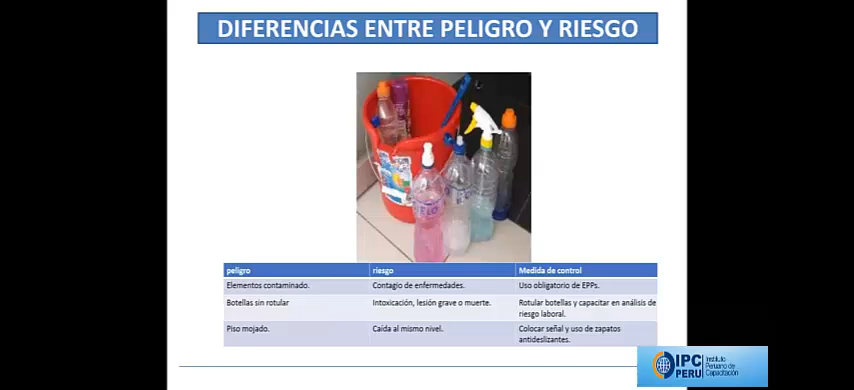 DIFERENCIAS ENTRE PELIGRO Y RIESGO
peligro riesgo Medida de control
Elementos contaminado. Contagio de enfermedades. Uso obligatorio de EPPs.
Botellas sin rotular Intoxicación, lesión grave o muerte. Rotular botellas y capacitar en análisis de
riesgo laboral.
Piso mojado. Caída al mismo nivel. Colocar señal y uso de zapatos
antideslizantes.
IPC
PERU
Instituto
Peruano de
Capacitación